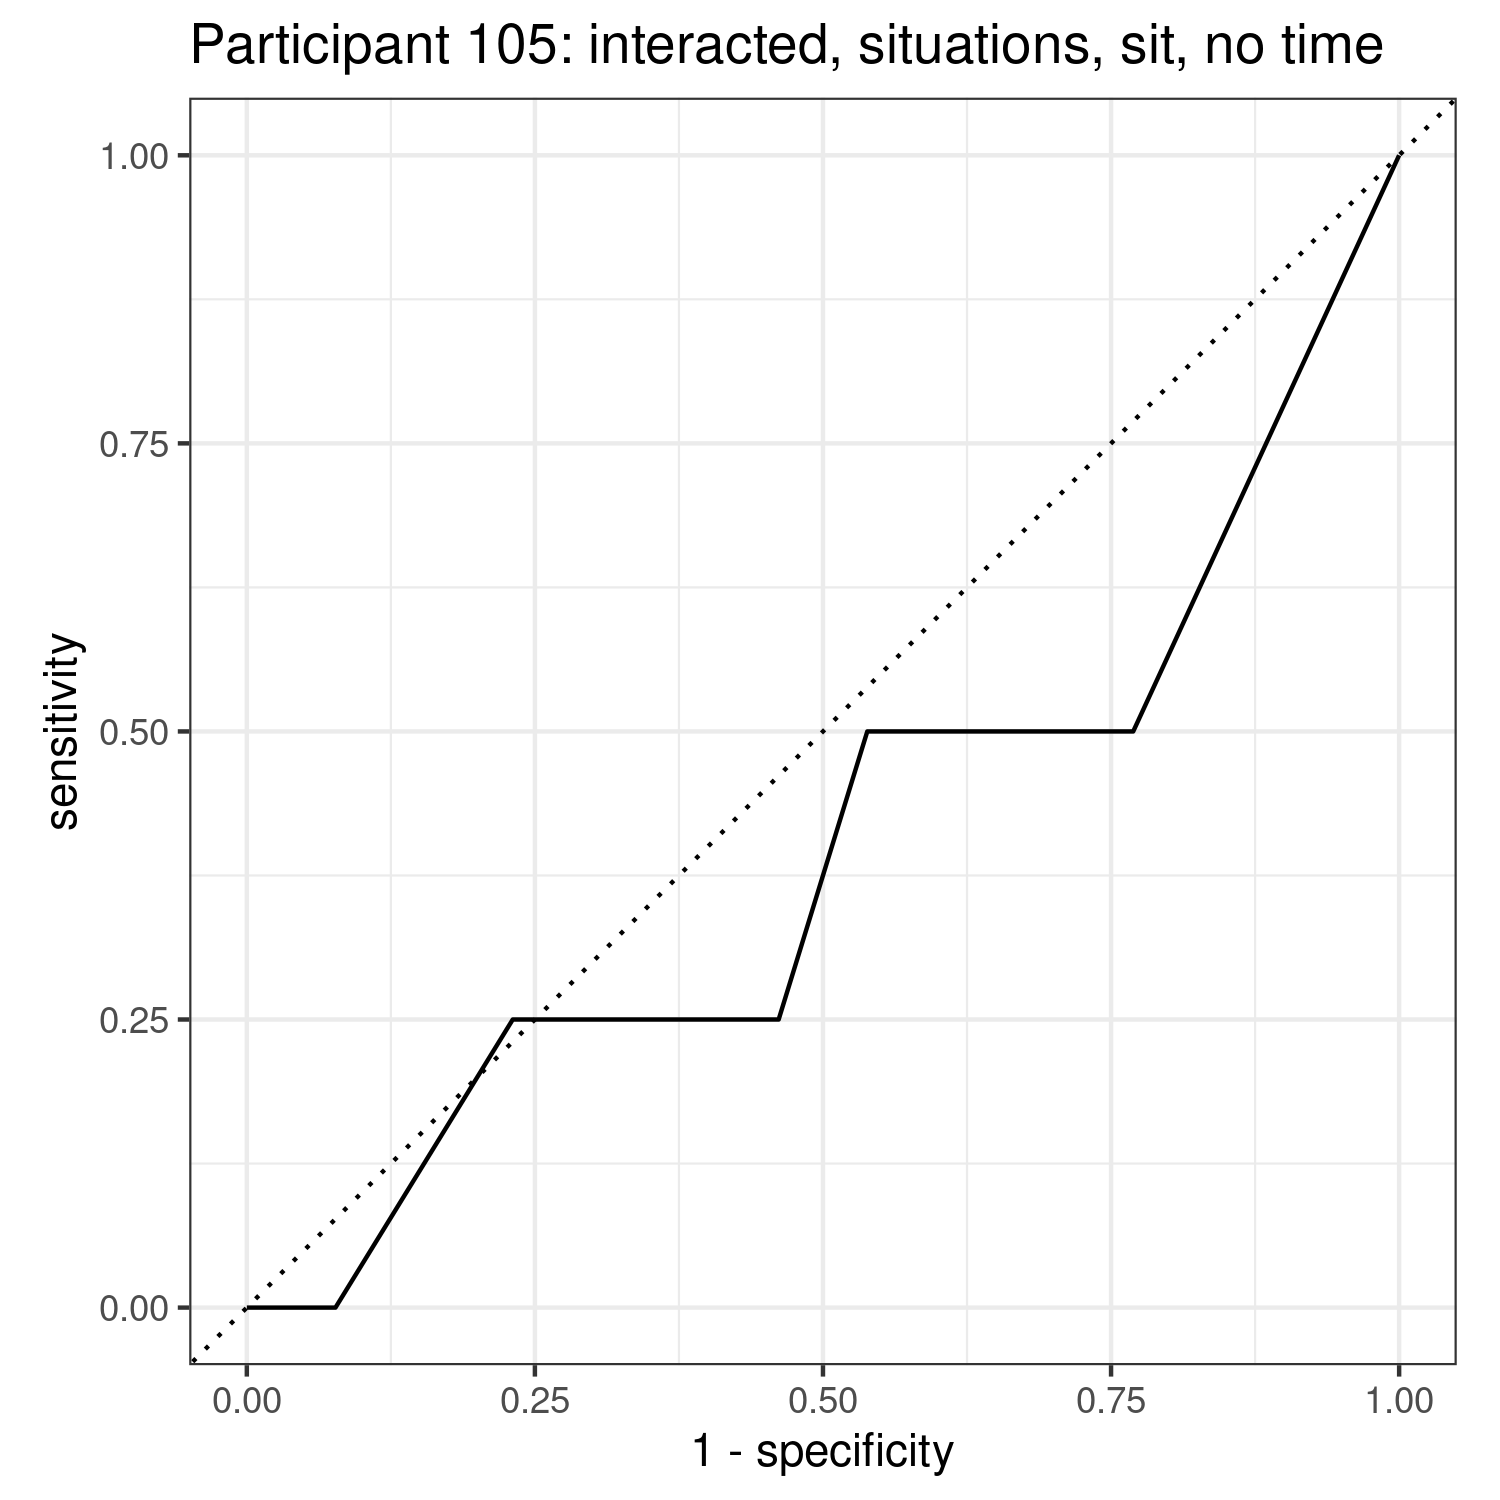 Participant 105: interacted, situations, sit, no time
1.00
0.75
0.50
0.25
0.00
sensitivity
0.00 0.25 0.50 0.75 1.00
1 - specificity